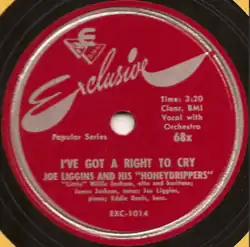 Exclusive
Time: 3:20
Clear, BMI
Vocal with
Orchestra
Popular Series
68x
I'VE GOT A RIGHT TO CRY
JOE LIGGINS AND HIS "HONEYDRIPPERS"
"Little" Willie Jackson, alto and baritone;
James Jackson, tenor; Joe Liggins,
piano; Eddie Davis, bass.
EXC-1014